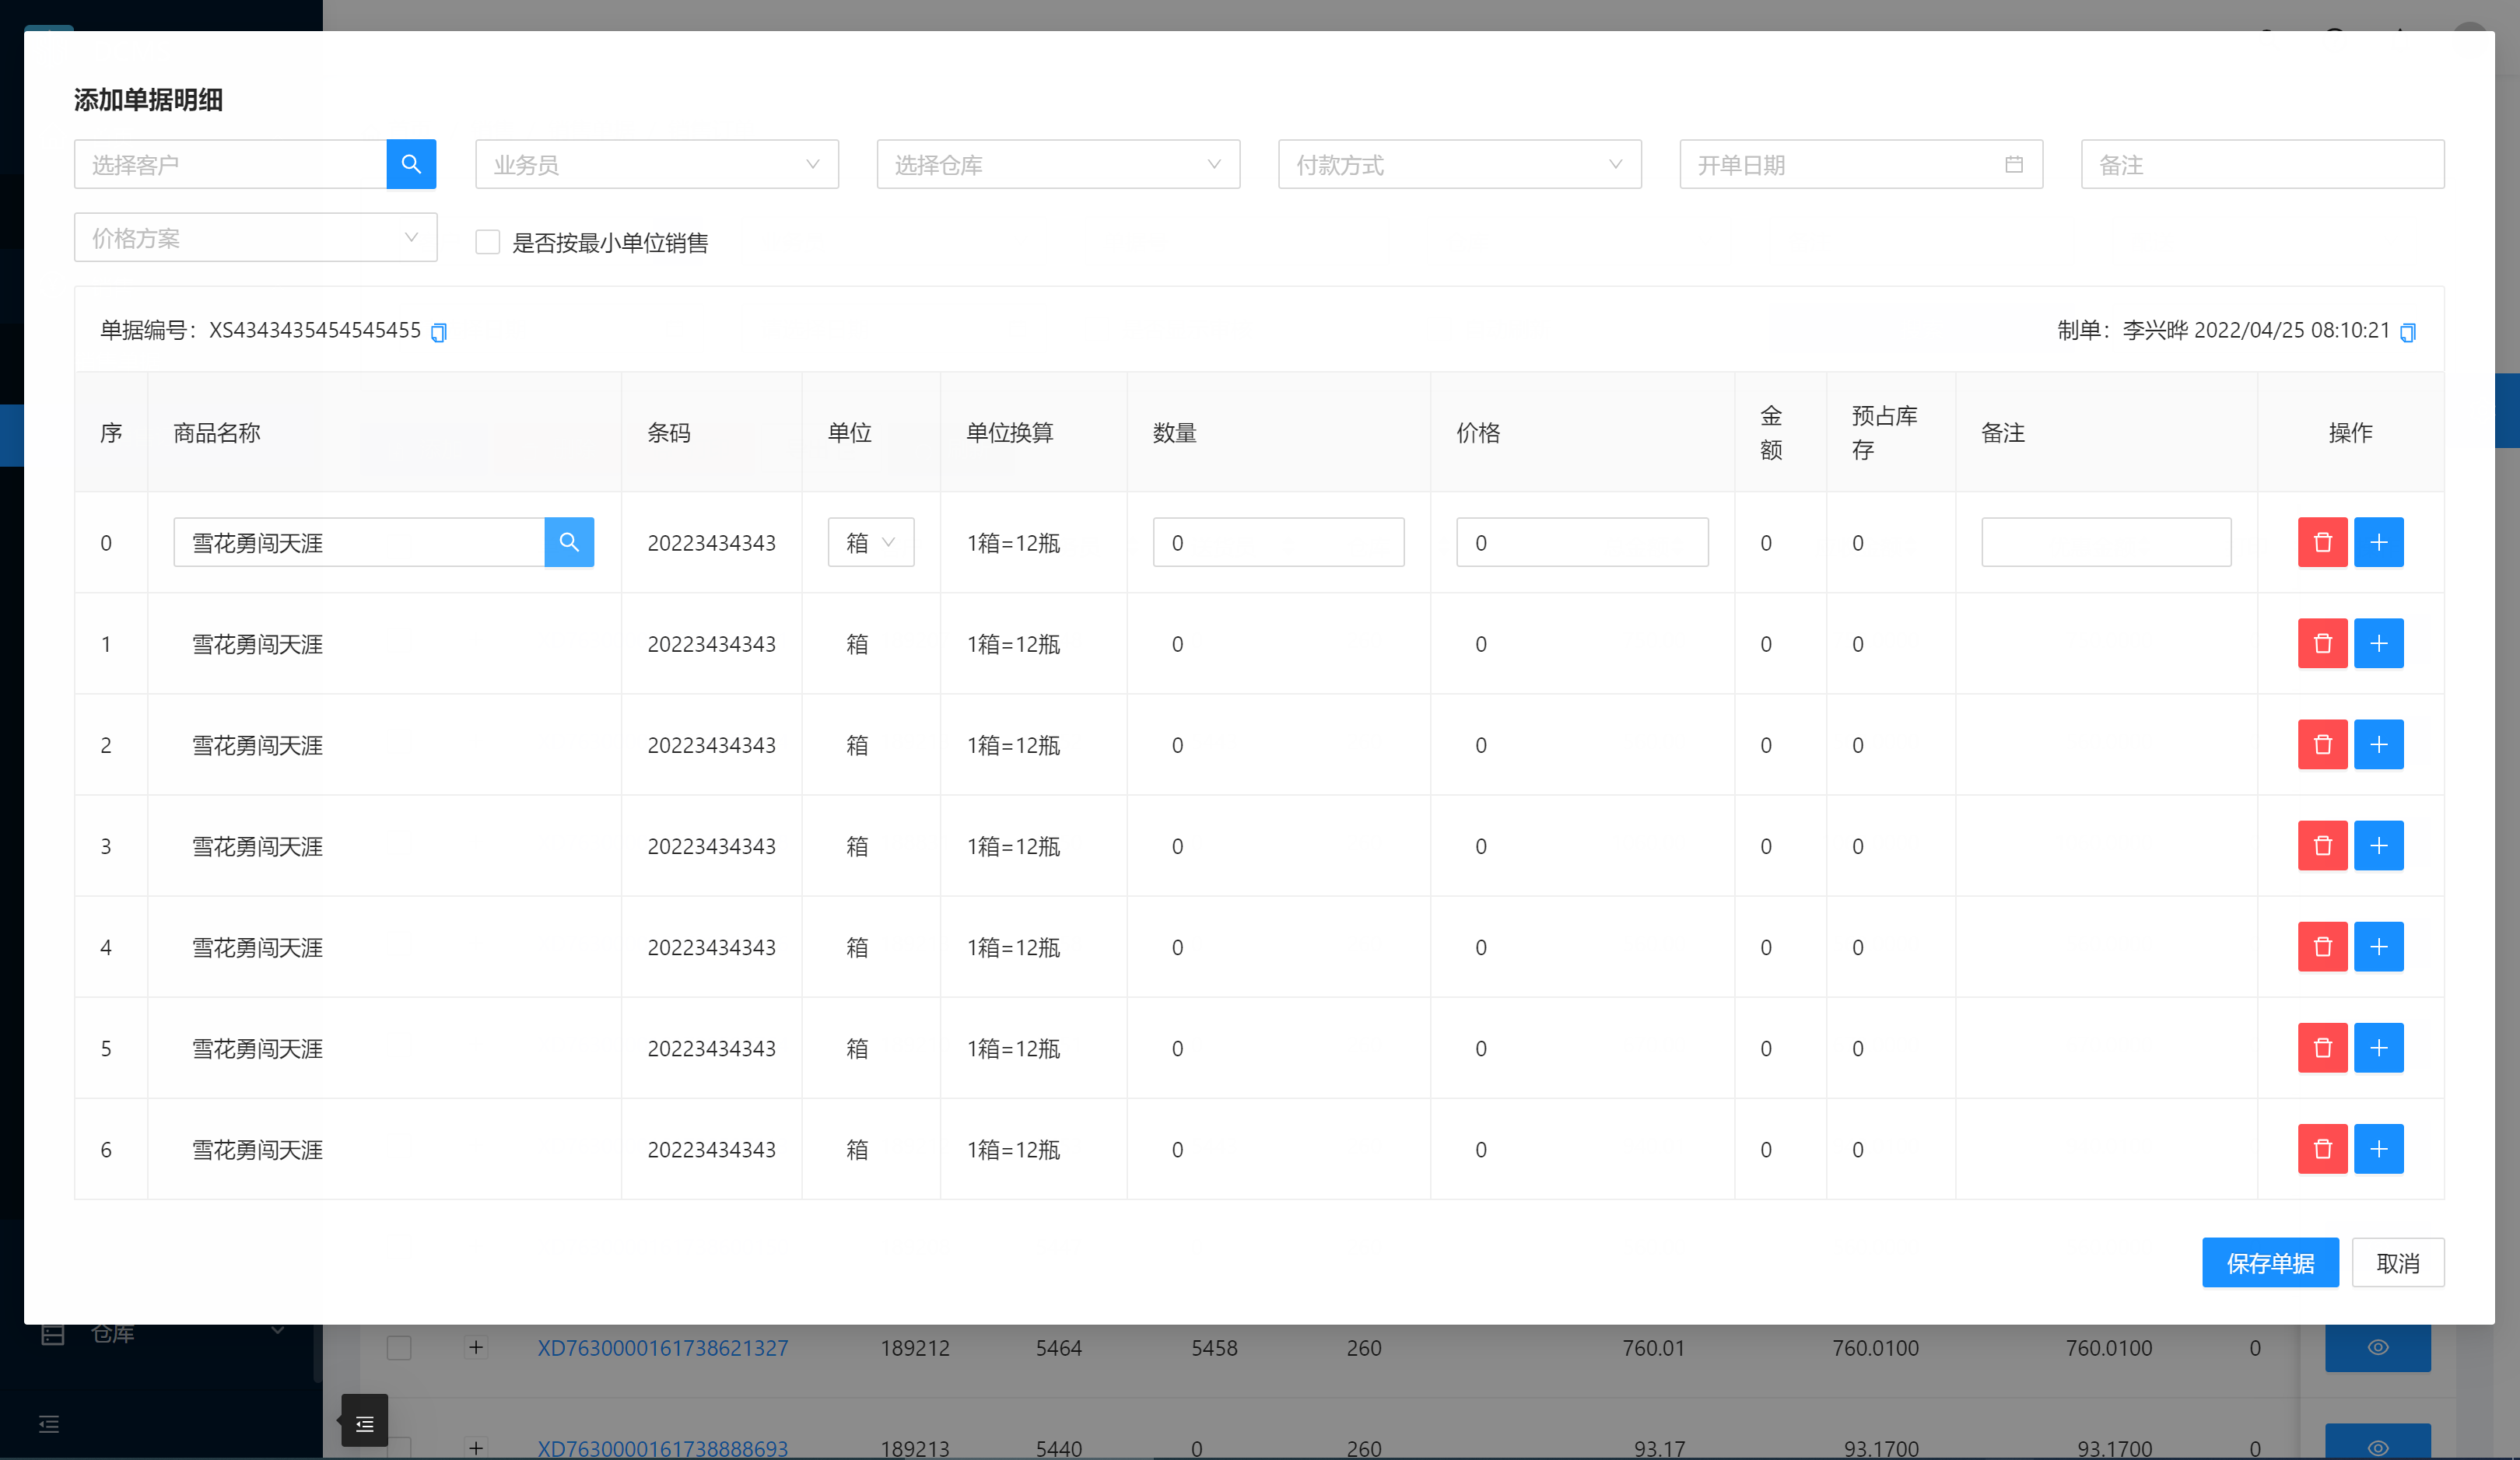 添加单据明细
选择客户 业务员 选择仓库 付款方式 开单日期 备注
价格方案 是否按最小单位销售
单据编号：XS4343435454545455 制单：李兴晔 2022/04/25 08:10:21
序 商品名称 条码 单位 单位换算 数量 价格 金额 预占库存 备注 操作
0 雪花勇闯天涯 20223434343 箱 1箱=12瓶 0 0 0 0
1 雪花勇闯天涯 20223434343 箱 1箱=12瓶 0 0 0 0
2 雪花勇闯天涯 20223434343 箱 1箱=12瓶 0 0 0 0
3 雪花勇闯天涯 20223434343 箱 1箱=12瓶 0 0 0 0
4 雪花勇闯天涯 20223434343 箱 1箱=12瓶 0 0 0 0
5 雪花勇闯天涯 20223434343 箱 1箱=12瓶 0 0 0 0
6 雪花勇闯天涯 20223434343 箱 1箱=12瓶 0 0 0 0
保存单据 取消
仓库
XD7630000161738621327 189212 5464 5458 260 760.01 760.0100 760.0100 0
XD7630000161738888693 189213 5440 0 260 93.17 93.1700 93.1700 0